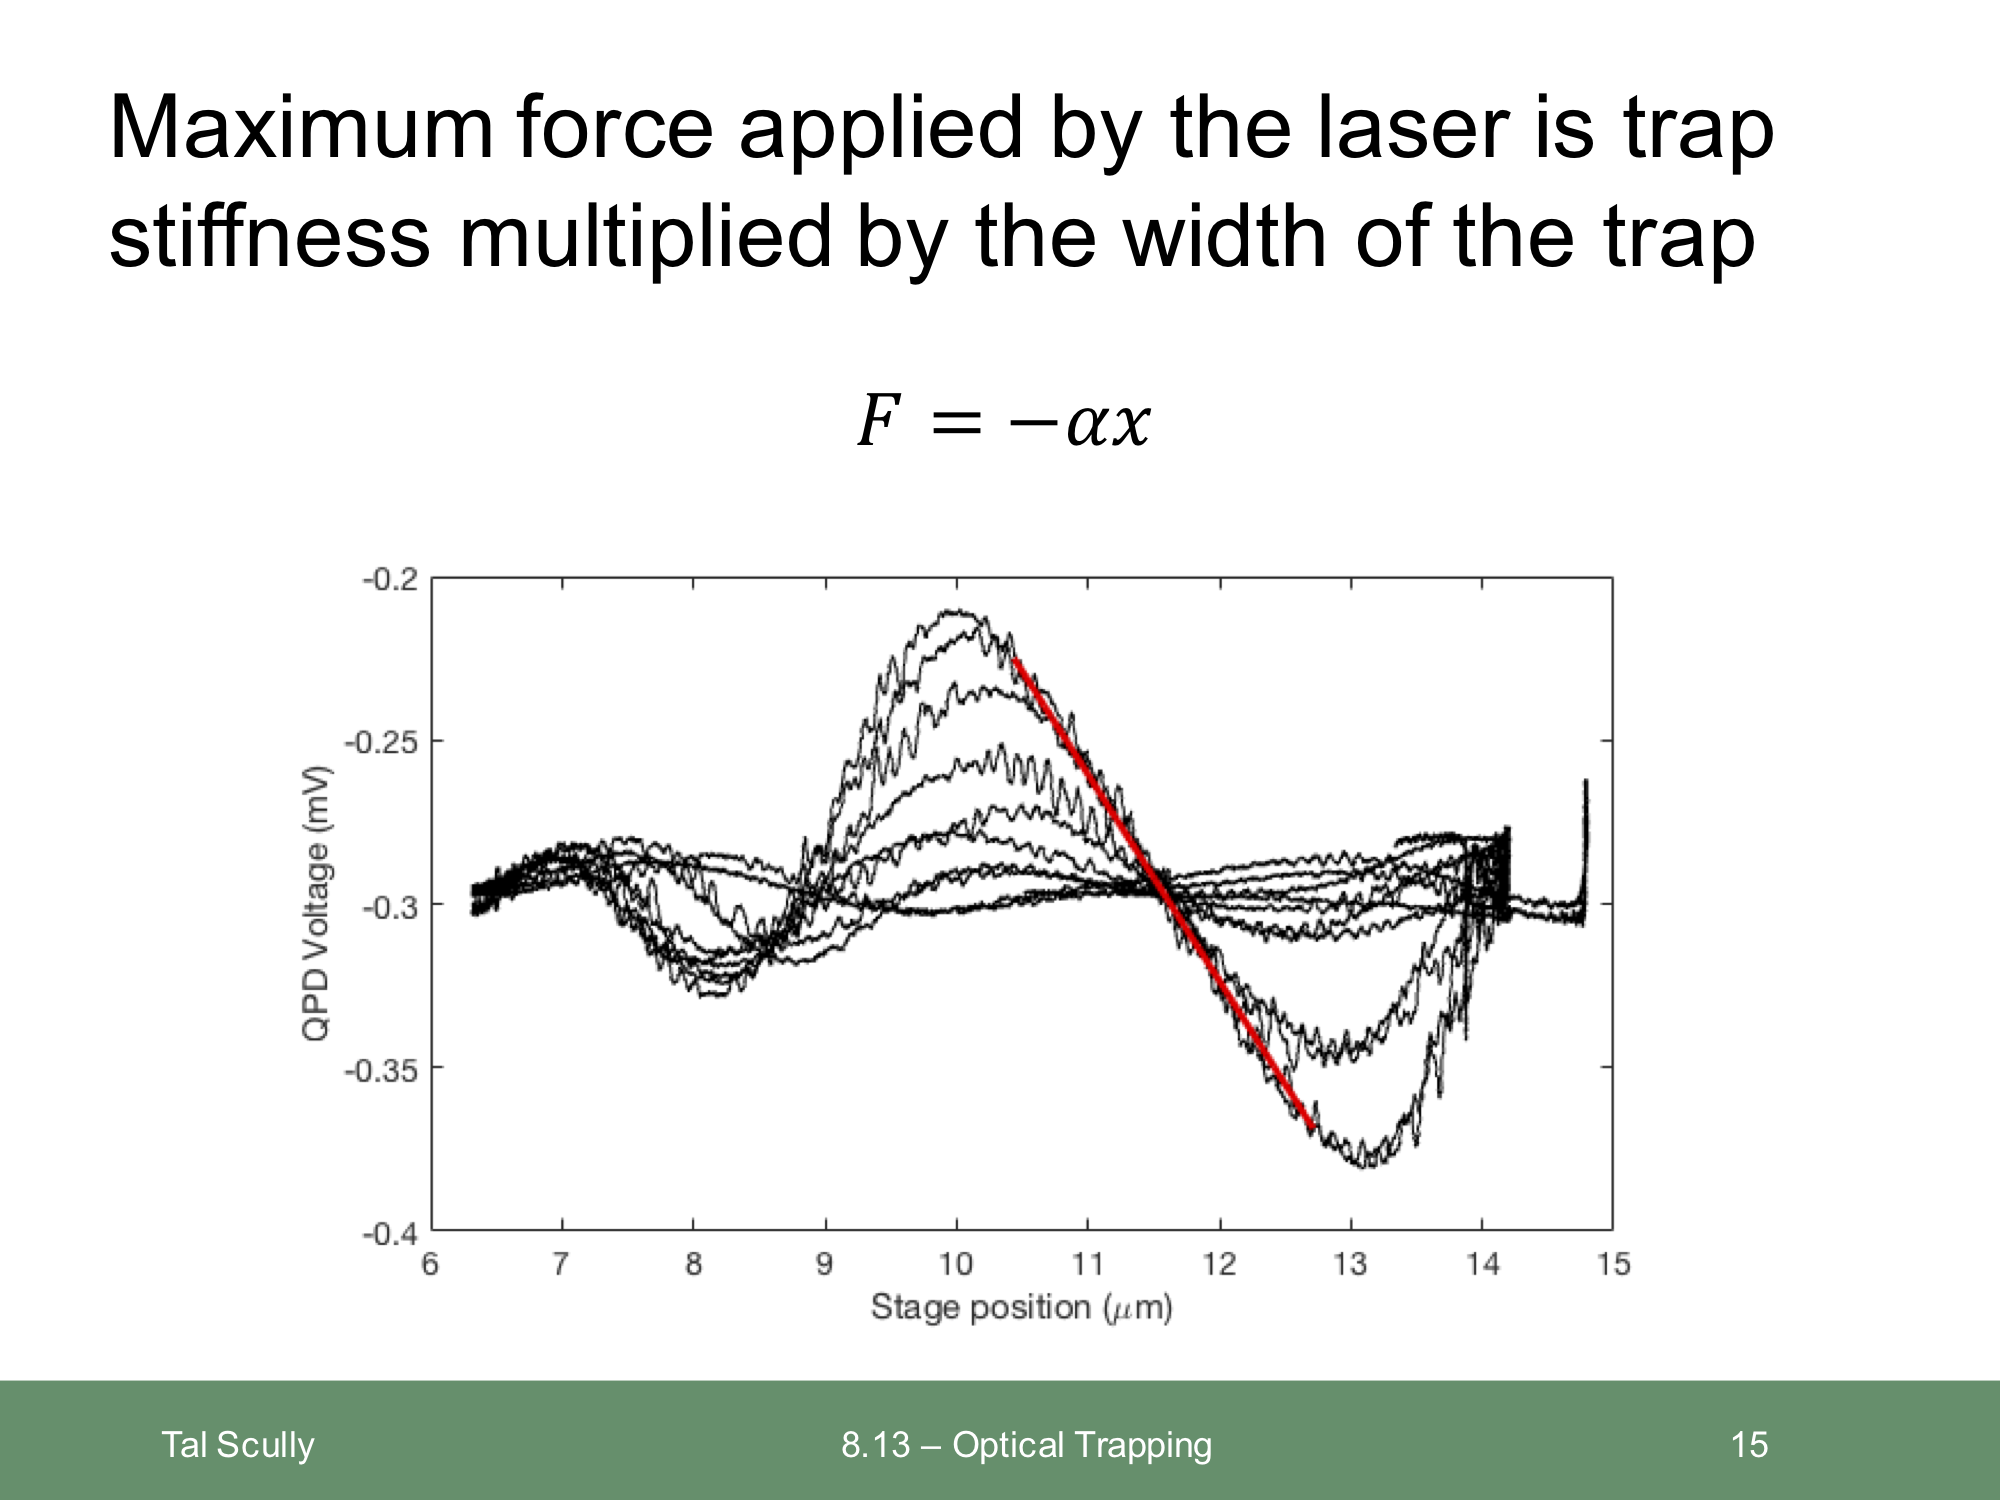 Maximum force applied by the laser is trap
stiffness multiplied by the width of the trap
𝐹 = −𝛼𝑥
-0.2
-0.25
-0.3
-0.35
-0.4
QPD Voltage (mV)
6 7 8 9 10 11 12 13 14 15
Stage position (μm)
Tal Scully 8.13 – Optical Trapping 15